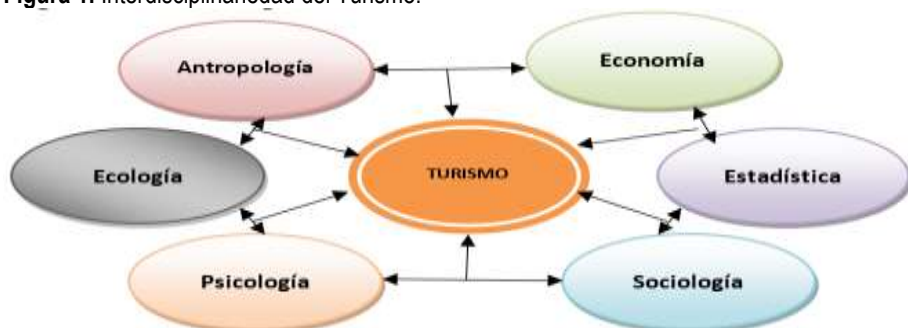 Figura 1. Interdisciplinariedad del Turismo.
Antropología
Economía
Ecología
TURISMO
Estadística
Psicología
Sociología